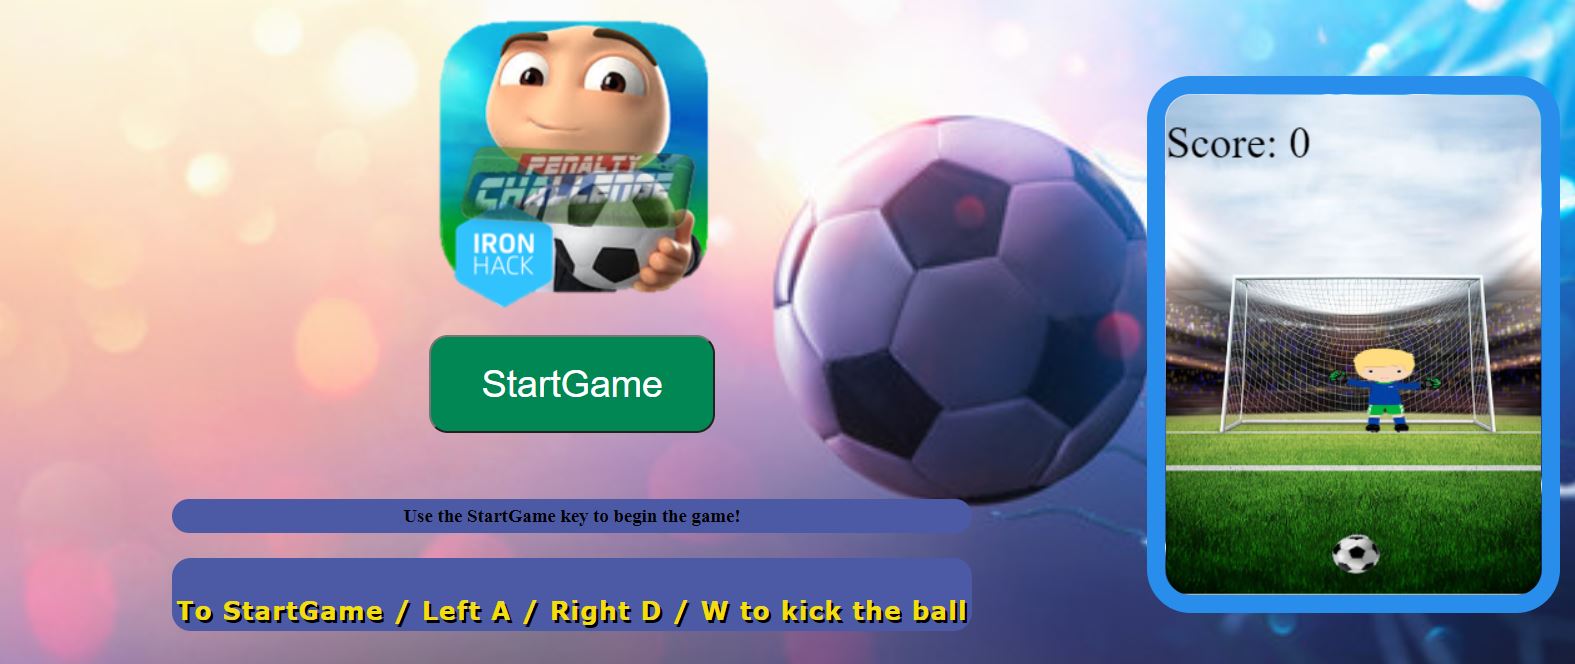 PENALTY
CHALLENGE
IRON
HACK
StartGame
Use the StartGame key to begin the game!
To StartGame / Left A / Right D / W to kick the ball
Score: 0